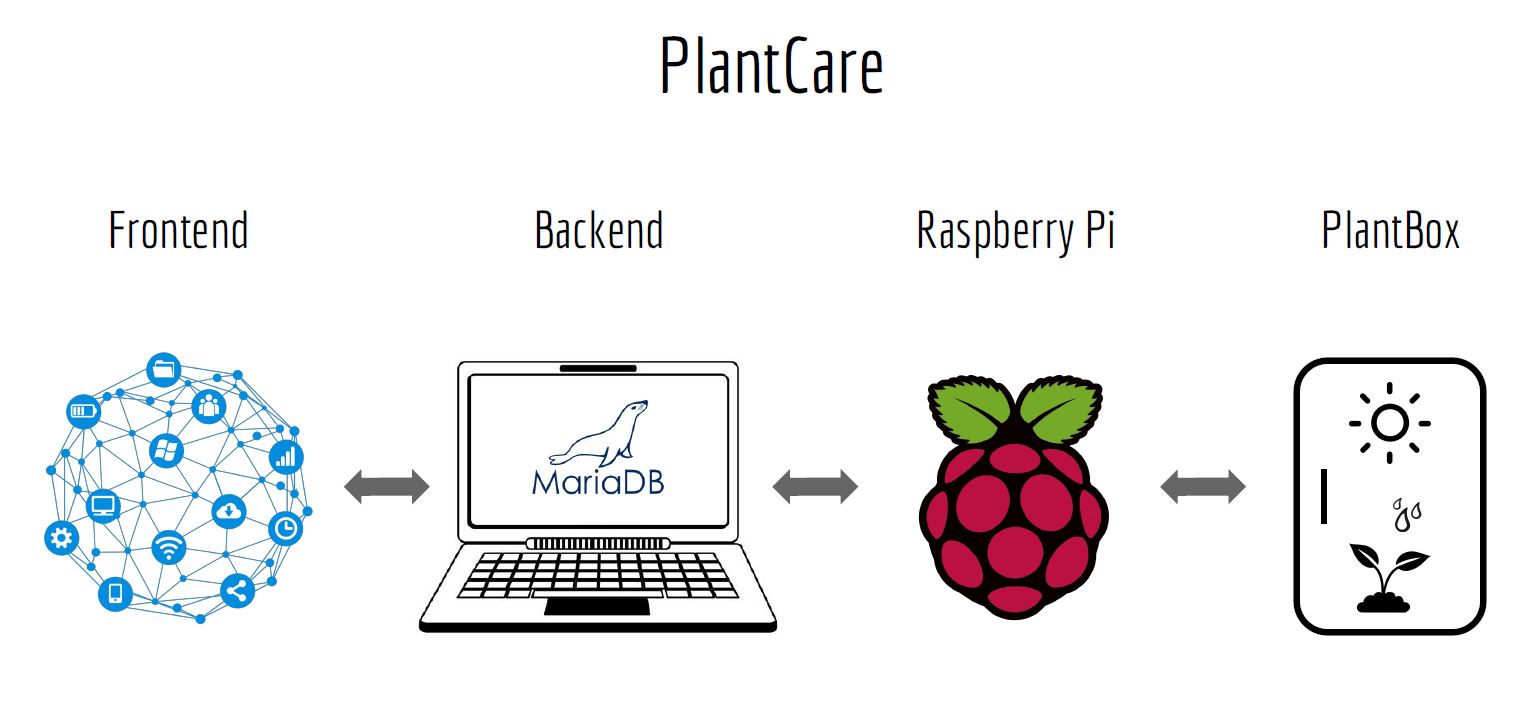 PlantCare
Frontend
Backend
Raspberry Pi
PlantBox
MariaDB